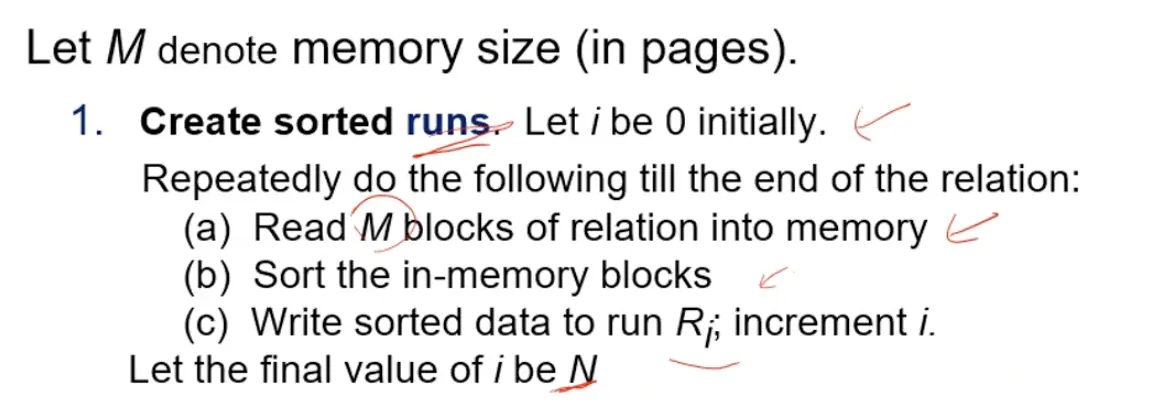 Let M denote memory size (in pages).
1. Create sorted runs. Let i be 0 initially.
Repeatedly do the following till the end of the relation:
(a) Read M blocks of relation into memory
(b) Sort the in-memory blocks
(c) Write sorted data to run Ri; increment i.
Let the final value of i be N